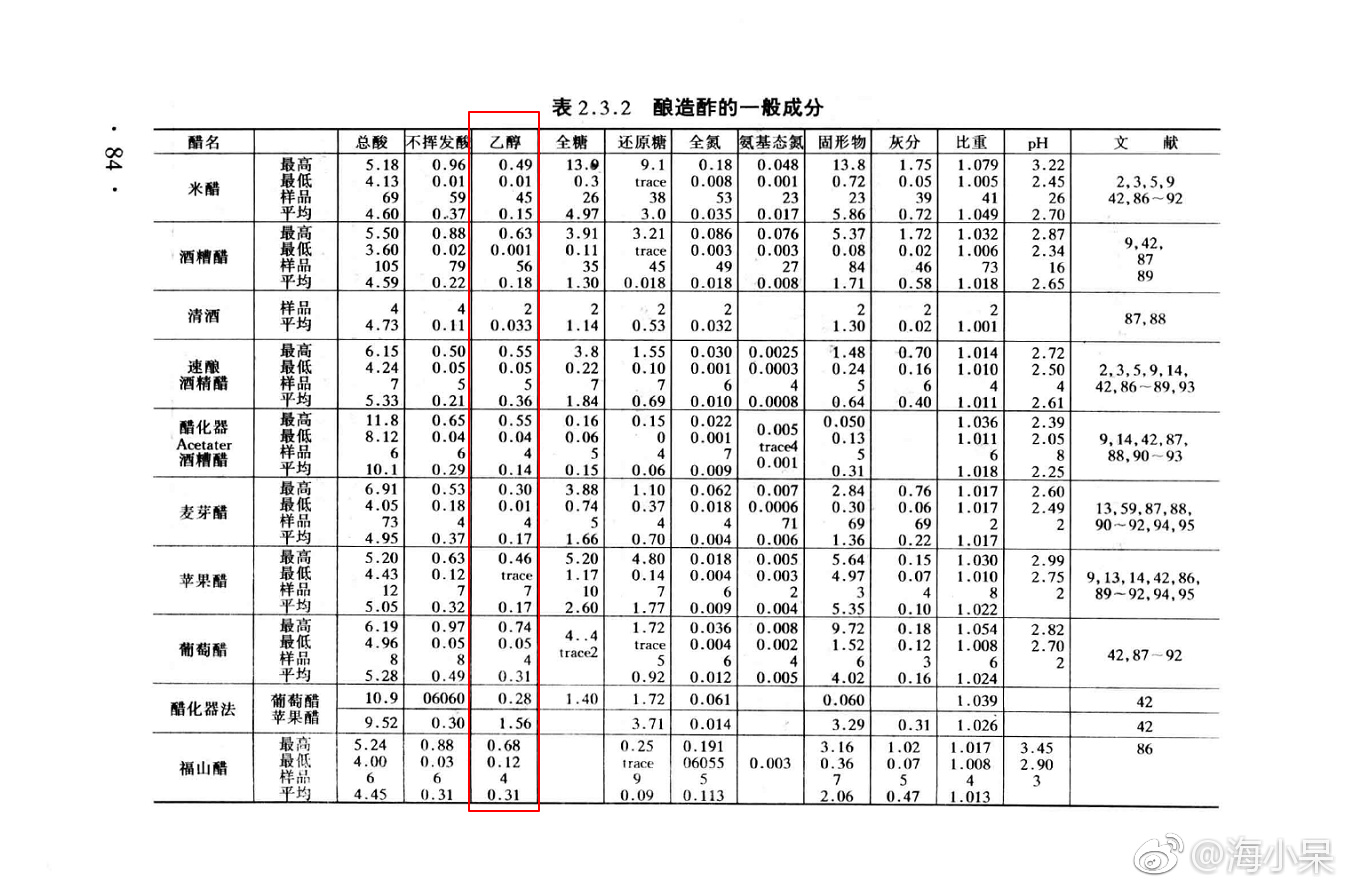 · 84 ·
表 2.3.2 酿造酢的一般成分
醋名 总酸 不挥发酸 乙醇 全糖 还原糖 全氮 氨基态氮 固形物 灰分 比重 pH 文 献
米醋
最高 5.18 0.96 0.49 13.0 9.1 0.18 0.048 13.8 1.75 1.079 3.22
最低 4.13 0.01 0.01 0.3 trace 0.008 0.001 0.72 0.05 1.005 2.45 2,3,5,9
样品 69 59 45 26 38 53 23 23 39 41 26 42,86~92
平均 4.60 0.37 0.15 4.97 3.0 0.035 0.017 5.86 0.72 1.049 2.70
酒糟醋
最高 5.50 0.88 0.63 3.91 3.21 0.086 0.076 5.37 1.72 1.032 2.87
最低 3.60 0.02 0.001 0.11 trace 0.003 0.003 0.08 0.02 1.006 2.34 9,42,
样品 105 79 56 35 45 49 27 84 46 73 16 87
平均 4.59 0.22 0.18 1.30 0.018 0.018 0.008 1.71 0.58 1.018 2.65 89
清酒
样品 4 4 2 2 2 2 2 2 2
平均 4.73 0.11 0.033 1.14 0.53 0.032 1.30 0.02 1.001 87,88
速酿
酒精醋
最高 6.15 0.50 0.55 3.8 1.55 0.030 0.0025 1.48 0.70 1.014 2.72
最低 4.24 0.05 0.05 0.22 0.10 0.001 0.0003 0.24 0.16 1.010 2.50 2,3,5,9,14,
样品 7 5 5 7 7 6 4 5 6 4 4 42,86~89,93
平均 5.33 0.21 0.36 1.84 0.69 0.010 0.0008 0.64 0.40 1.011 2.61
醋化器
Acetater
酒糟醋
最高 11.8 0.65 0.55 0.16 0.15 0.022 0.005 0.050 1.036 2.39
最低 8.12 0.04 0.04 0.06 0 0.001 trace4 0.13 1.011 2.05 9,14,42,87,
样品 6 6 4 5 4 7 5 6 8 88,90~93
平均 10.1 0.29 0.14 0.15 0.06 0.009 0.001 0.31 1.018 2.25
麦芽醋
最高 6.91 0.53 0.30 3.88 1.10 0.062 0.007 2.84 0.76 1.017 2.60
最低 4.05 0.18 0.01 0.74 0.37 0.018 0.0006 0.30 0.06 1.017 2.49 13,59,87,88,
样品 73 4 4 5 4 4 71 69 69 2 2 90~92,94,95
平均 4.95 0.37 0.17 1.66 0.70 0.004 0.006 1.36 0.22 1.017
苹果醋
最高 5.20 0.63 0.46 5.20 4.80 0.018 0.005 5.64 0.15 1.030 2.99
最低 4.43 0.12 trace 1.17 0.14 0.004 0.003 4.97 0.07 1.010 2.75 9,13,14,42,86,
样品 12 7 7 10 7 6 2 3 4 8 2 89~92,94,95
平均 5.05 0.32 0.17 2.60 1.77 0.009 0.004 5.35 0.10 1.022
葡萄醋
最高 6.19 0.97 0.74 4..4 1.72 0.036 0.008 9.72 0.18 1.054 2.82
最低 4.96 0.05 0.05 trace2 trace 0.004 0.002 1.52 0.12 1.008 2.70
样品 8 8 4 5 6 4 6 3 6 2 42,87~92
平均 5.28 0.49 0.31 0.92 0.012 0.005 4.02 0.16 1.024
醋化器法
葡萄醋 10.9 06060 0.28 1.40 1.72 0.061 0.060 1.039 42
苹果醋 9.52 0.30 1.56 3.71 0.014 3.29 0.31 1.026 42
福山醋
最高 5.24 0.88 0.68 0.25 0.191 3.16 1.02 1.017 3.45 86
最低 4.00 0.03 0.12 trace 06055 0.003 0.36 0.07 1.008 2.90
样品 6 6 4 9 5 7 5 4 3
平均 4.45 0.31 0.31 0.09 0.113 2.06 0.47 1.013
@海小呆